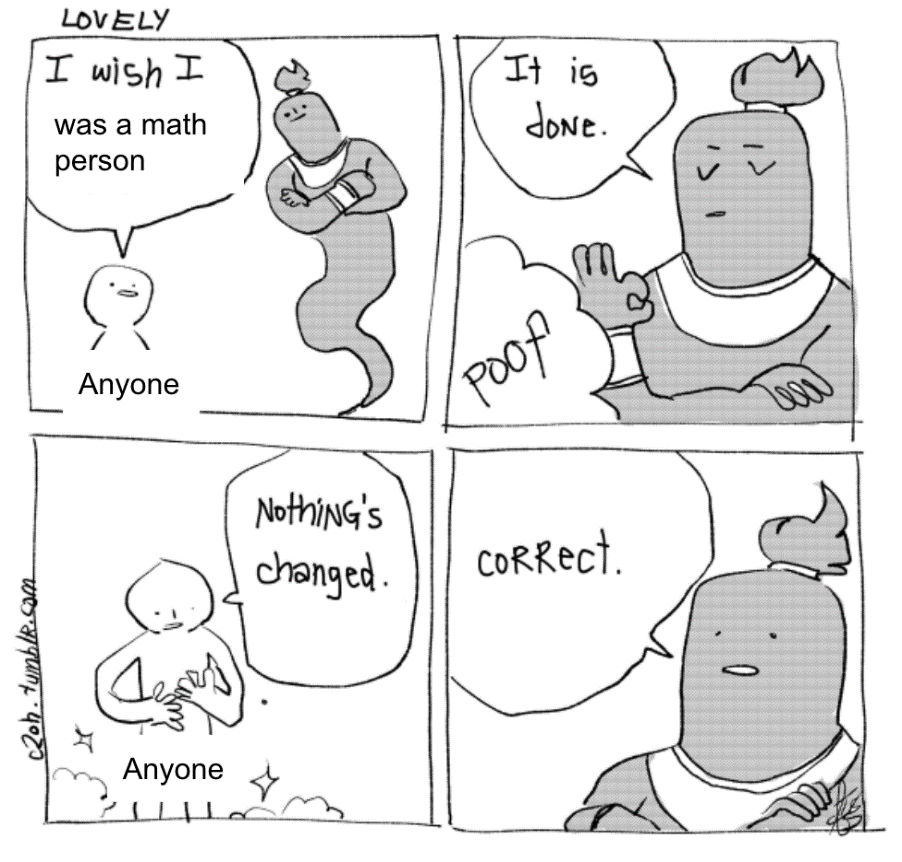 LOVELY
I wish I
was a math
person
Anyone
It is
done.
POOF
Nothing's
changed.
Anyone
correct.
c2oh.tumblr.com